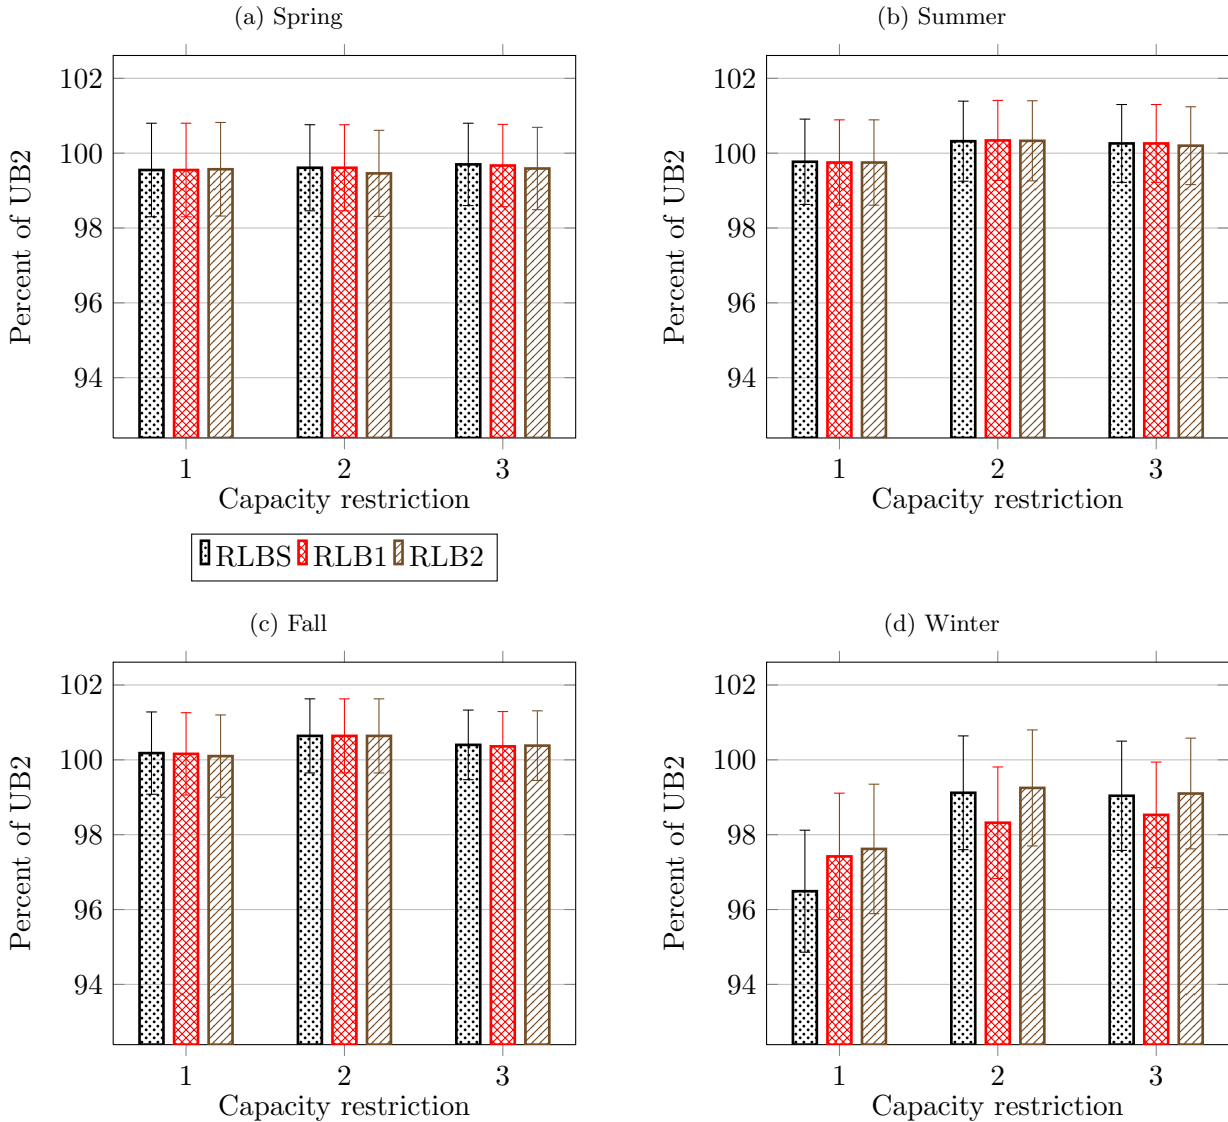 (a) Spring
102
100
98
96
94
Percent of UB2
1 2 3
Capacity restriction
(b) Summer
102
100
98
96
94
Percent of UB2
1 2 3
Capacity restriction
RLBS RLB1 RLB2
(c) Fall
102
100
98
96
94
Percent of UB2
1 2 3
Capacity restriction
(d) Winter
102
100
98
96
94
Percent of UB2
1 2 3
Capacity restriction